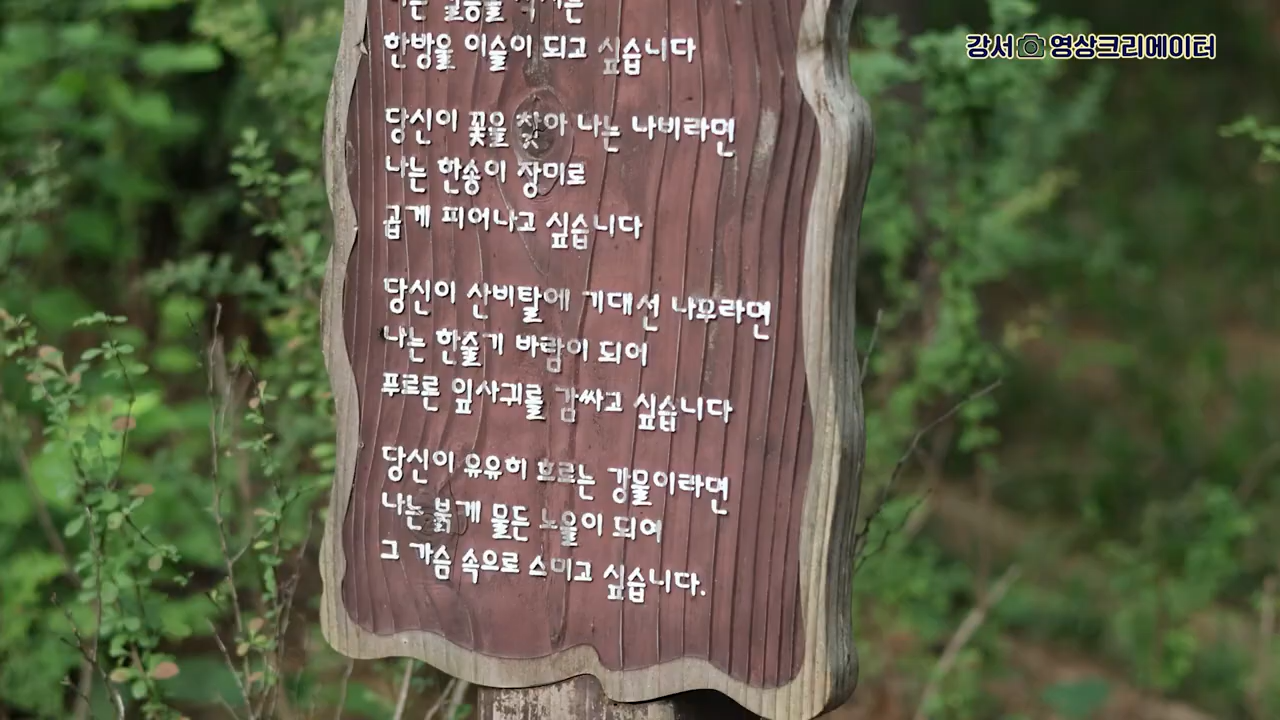 강서 영상크리에이터
나는
한방울 이슬이 되고 싶습니다
당신이 꽃을 찾아 나는 나비라면
나는 한송이 장미로
곱게 피어나고 싶습니다
당신이 산비탈에 기대선 나무라면
나는 한줄기 바람이 되어
푸르른 잎사귀를 감싸고 싶습니다
당신이 유유히 흐르는 강물이라면
나는 붉게 물든 노을이 되어
그 가슴 속으로 스미고 싶습니다.